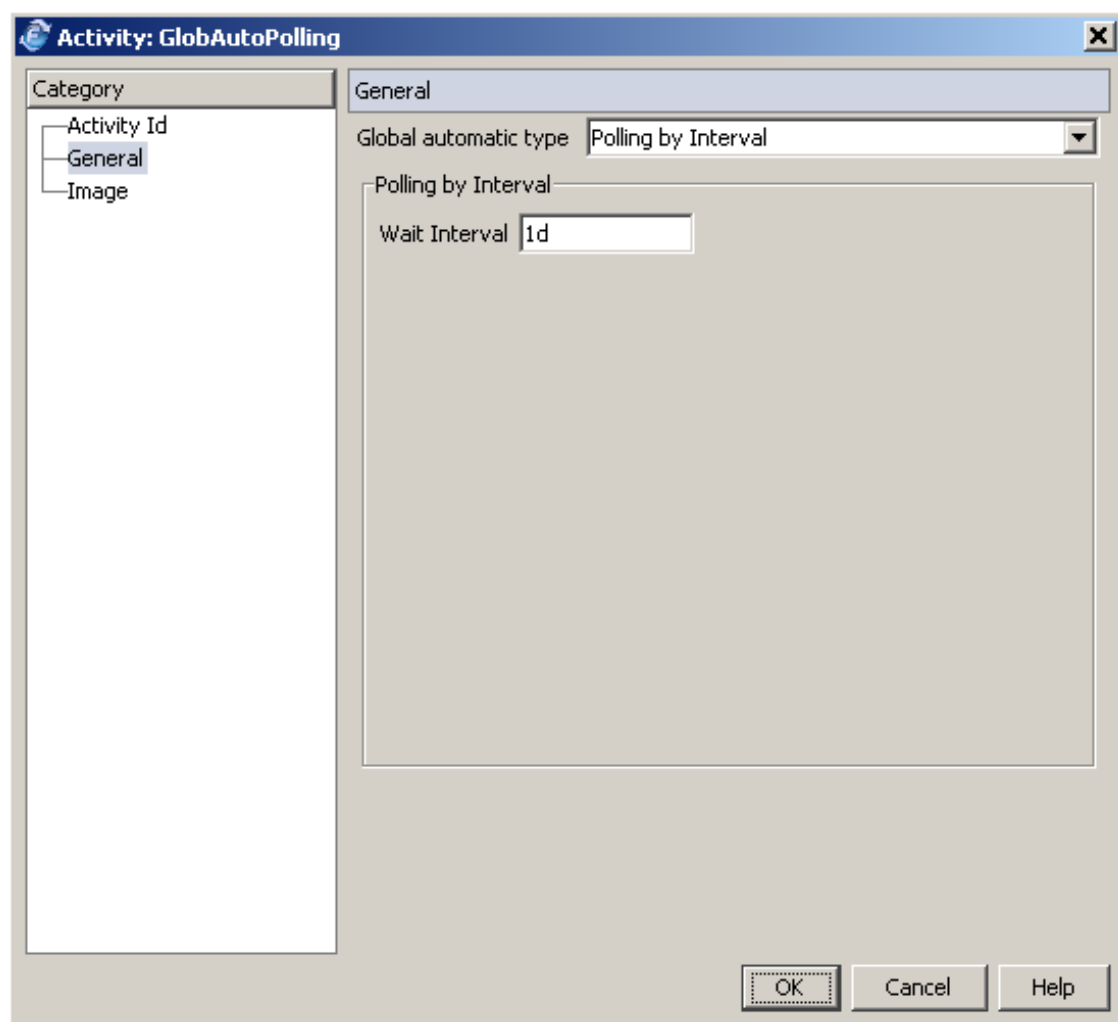 Activity: GlobAutoPolling
Category
Activity Id
General
Image
General
Global automatic type Polling by Interval
Polling by Interval
Wait Interval 1d
OK Cancel Help